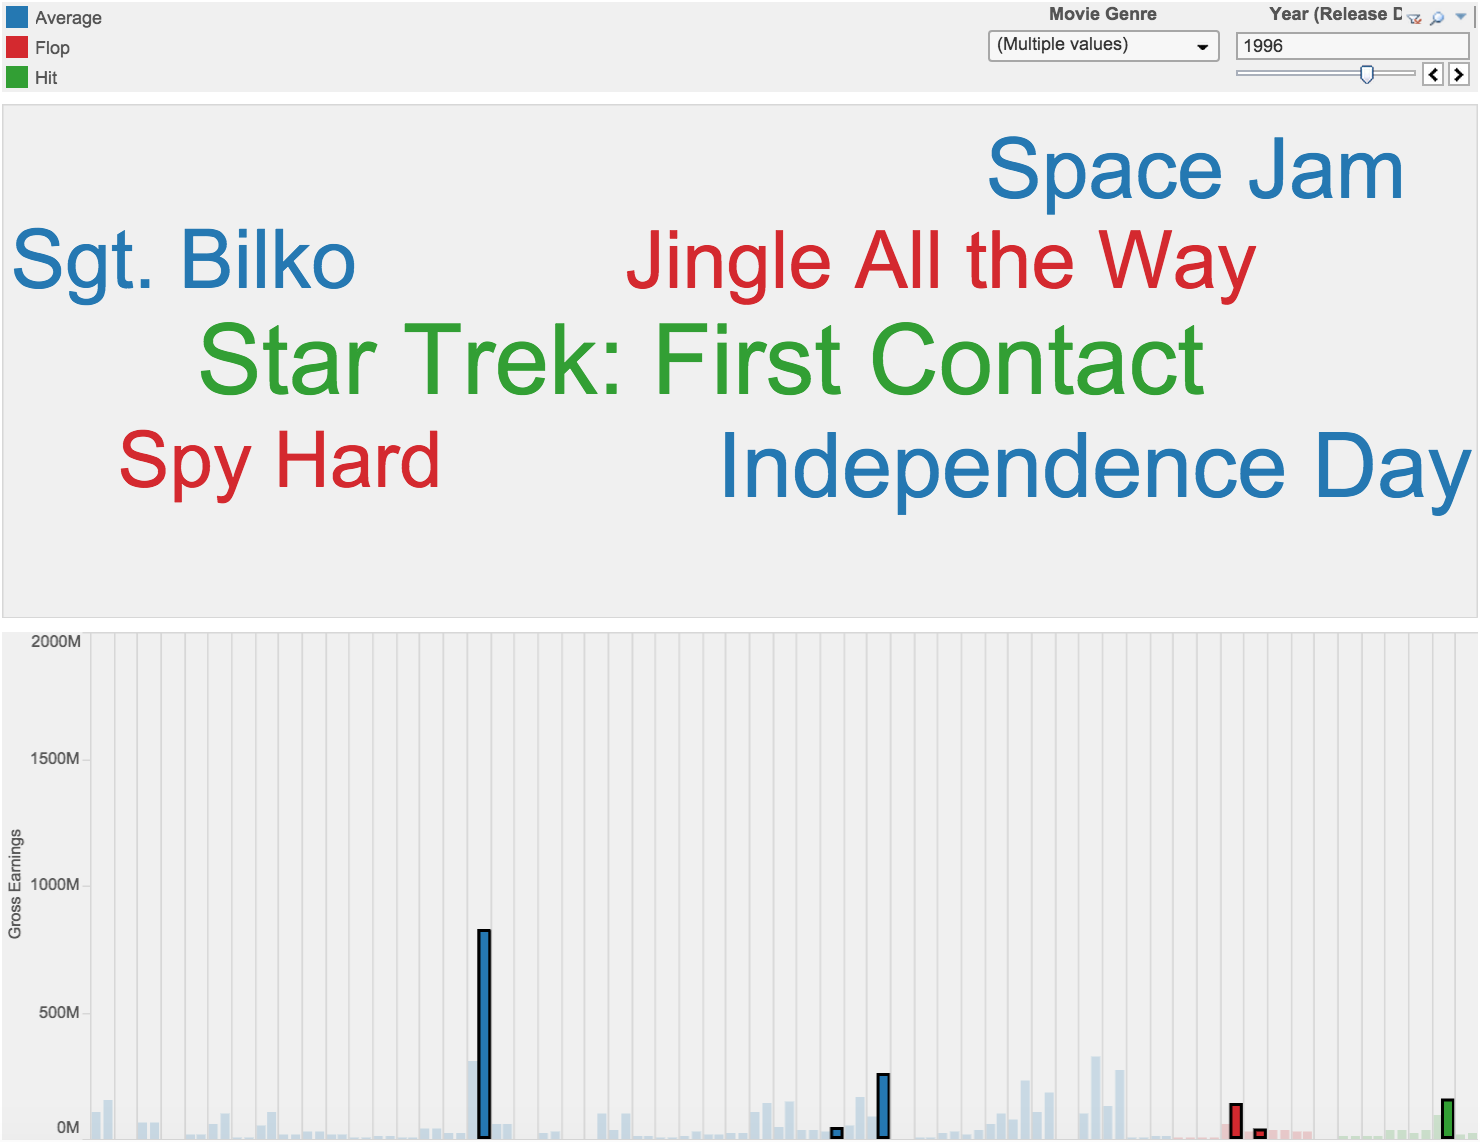 Average
Flop
Hit
Movie Genre
(Multiple values)
Year (Release D
1996
Space Jam
Sgt. Bilko
Jingle All the Way
Star Trek: First Contact
Spy Hard
Independence Day
2000M
1500M
1000M
500M
0M
Gross Earnings